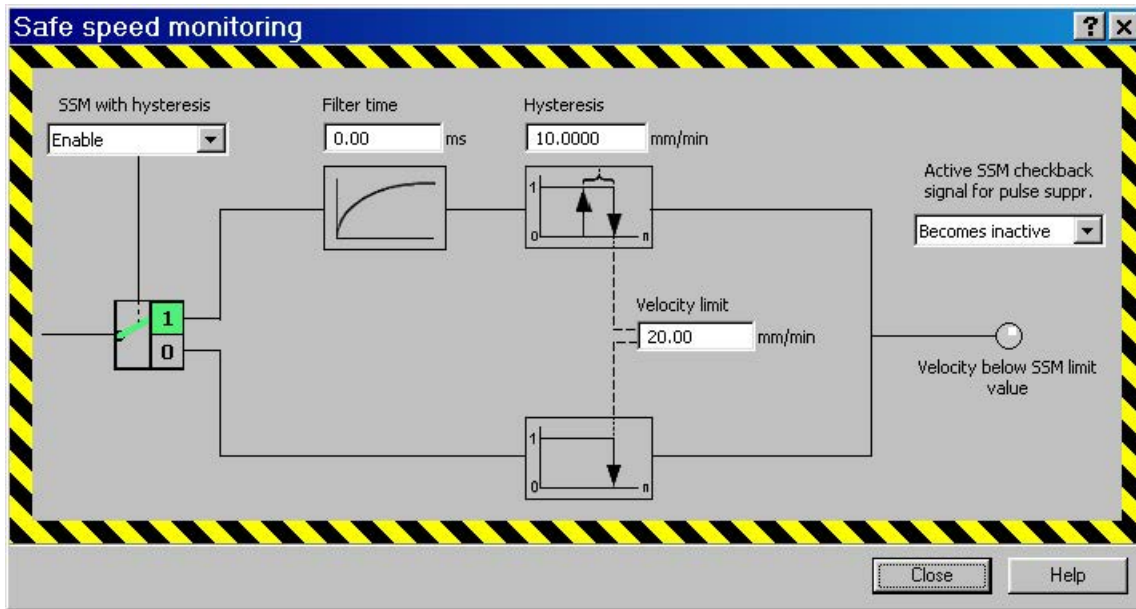 Safe speed monitoring
SSM with hysteresis
Enable
Filter time
0.00 ms
Hysteresis
10.0000 mm/min
1
0 n
Active SSM checkback
signal for pulse suppr.
Becomes inactive
1
0
Velocity limit
20.00 mm/min
Velocity below SSM limit
value
1
0 n
Close
Help